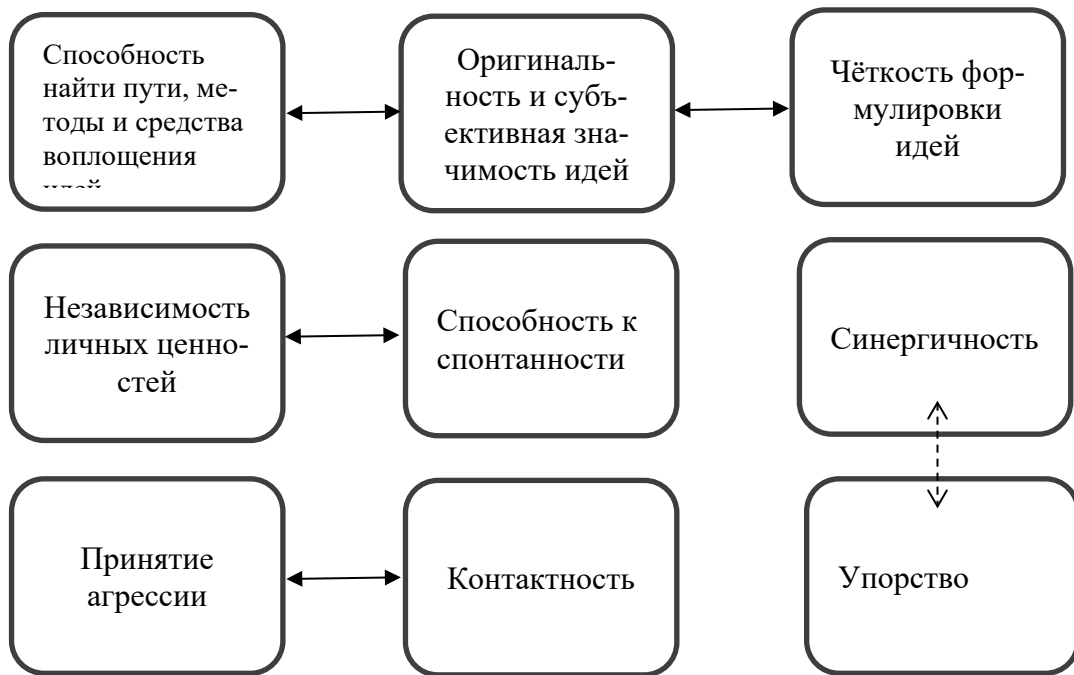 Способность
найти пути, ме-
тоды и средства
воплощения
идей
Оригиналь-
ность и субъ-
ективная зна-
чимость идей
Чёткость фор-
мулировки
идей
Независимость
личных ценно-
стей
Способность к
спонтанности
Синергичность
Принятие
агрессии
Контактность
Упорство